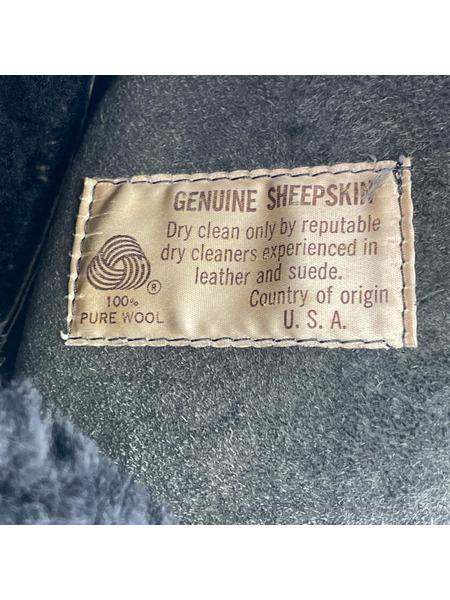 GENUINE SHEEPSKIN
Dry clean only by reputable
dry cleaners experienced in
leather and suede.
Country of origin
U. S. A.
®
100%
PURE WOOL